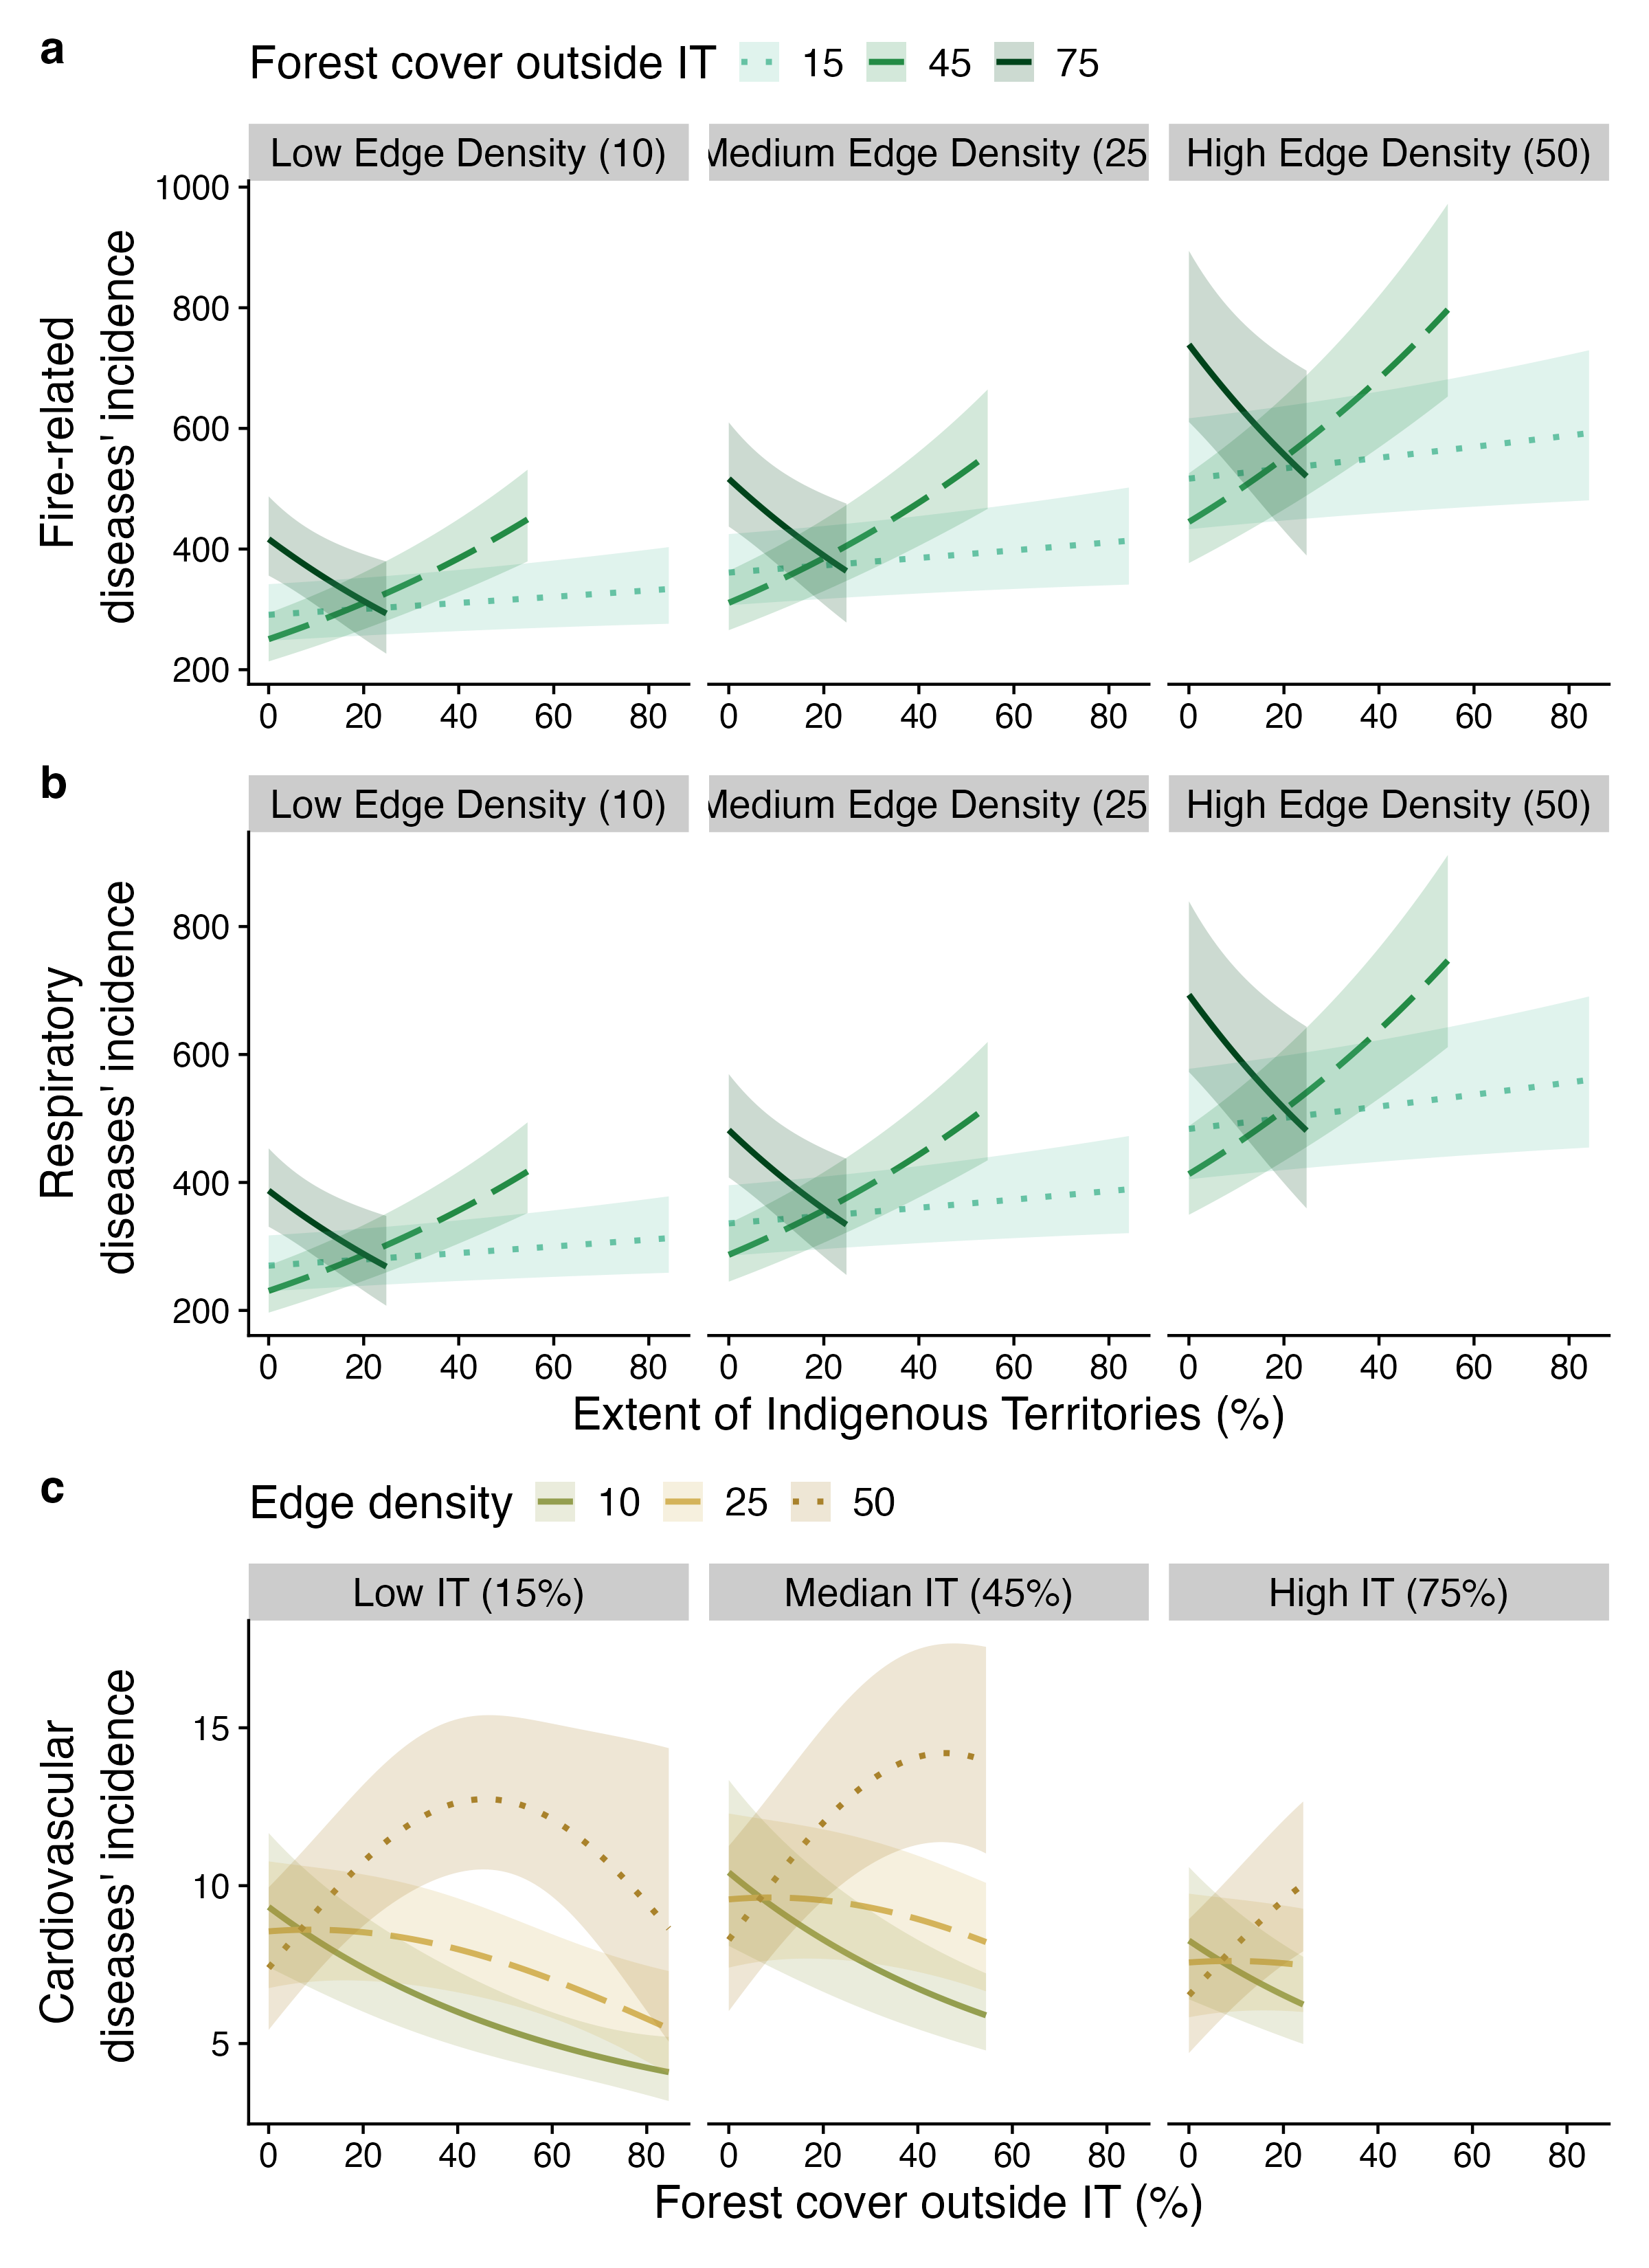 a
Forest cover outside IT 15 45 75
Low Edge Density (10) Medium Edge Density (25 High Edge Density (50)
Fire-related
diseases' incidence
1000
800
600
400
200
0 20 40 60 80 0 20 40 60 80 0 20 40 60 80
b
Low Edge Density (10) Medium Edge Density (25 High Edge Density (50)
Respiratory
diseases' incidence
800
600
400
200
0 20 40 60 80 0 20 40 60 80 0 20 40 60 80
Extent of Indigenous Territories (%)
c
Edge density 10 25 50
Low IT (15%) Median IT (45%) High IT (75%)
Cardiovascular
diseases' incidence
15
10
5
0 20 40 60 80 0 20 40 60 80 0 20 40 60 80
Forest cover outside IT (%)